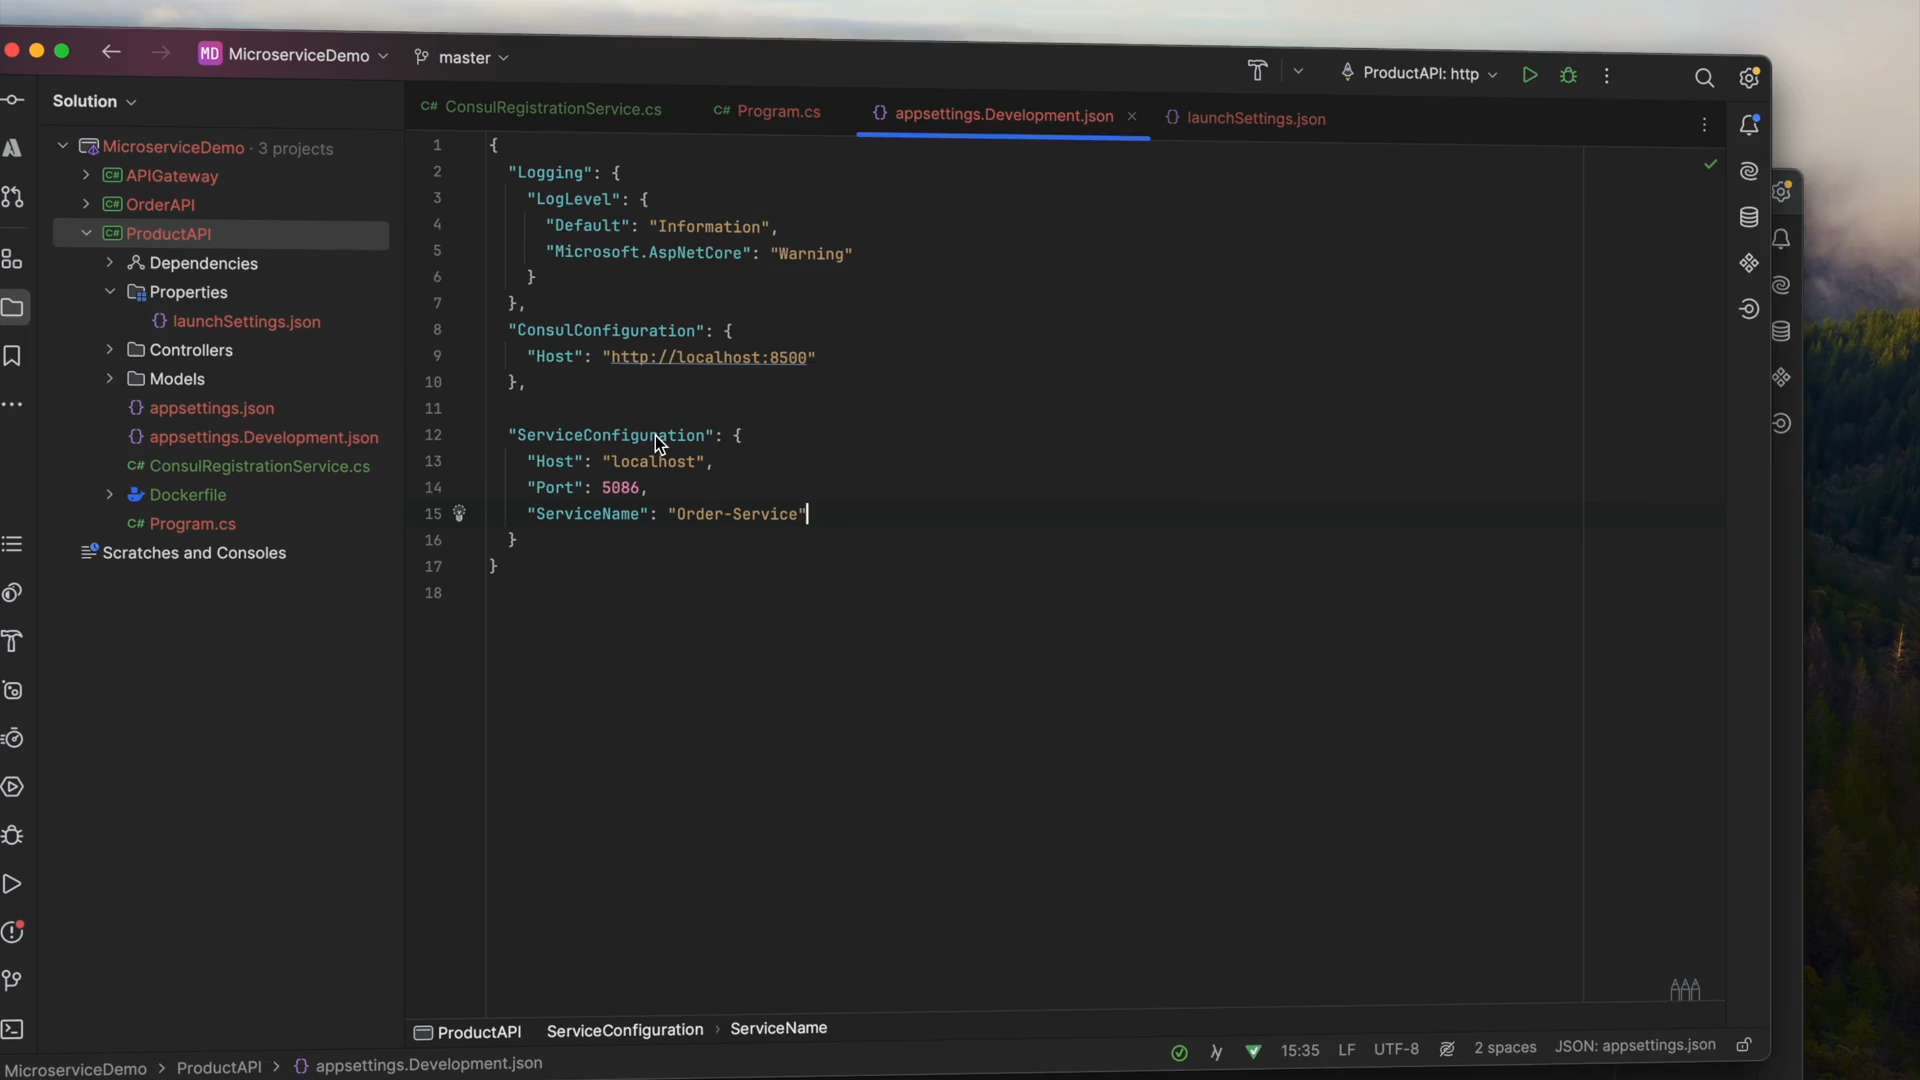 MD MicroserviceDemo
master
ProductAPI: http
Solution
MicroserviceDemo · 3 projects
C# APIGateway
C# OrderAPI
C# ProductAPI
Dependencies
Properties
{} launchSettings.json
Controllers
Models
{} appsettings.json
{} appsettings.Development.json
C# ConsulRegistrationService.cs
Dockerfile
C# Program.cs
Scratches and Consoles
C# ConsulRegistrationService.cs
C# Program.cs
{} appsettings.Development.json
{} launchSettings.json
1 {
2 "Logging": {
3 "LogLevel": {
4 "Default": "Information",
5 "Microsoft.AspNetCore": "Warning"
6 }
7 },
8 "ConsulConfiguration": {
9 "Host": "http://localhost:8500"
10 },
11
12 "ServiceConfiguration": {
13 "Host": "localhost",
14 "Port": 5086,
15 "ServiceName": "Order-Service"
16 }
17 }
18
ProductAPI ServiceConfiguration › ServiceName
MicroserviceDemo > ProductAPI > {} appsettings.Development.json
15:35 LF UTF-8 2 spaces JSON: appsettings.json